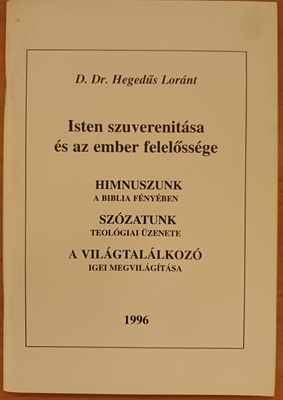 D. Dr. Hegedűs Loránt
Isten szuverenitása
és az ember felelőssége
HIMNUSZUNK
A BIBLIA FÉNYÉBEN
SZÓZATUNK
TEOLÓGIAI ÜZENETE
A VILÁGTALÁLKOZÓ
IGEI MEGVILÁGÍTÁSA
1996